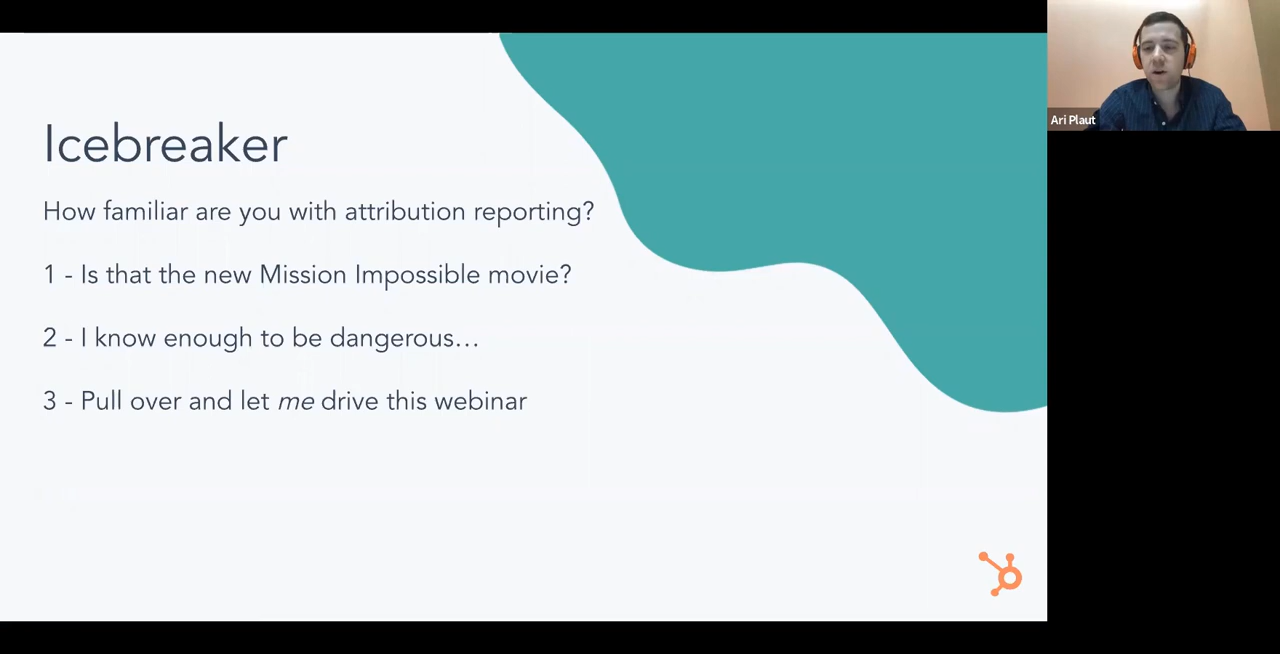 Icebreaker
How familiar are you with attribution reporting?
1 - Is that the new Mission Impossible movie?
2 - I know enough to be dangerous…
3 - Pull over and let me drive this webinar
Ari Plaut